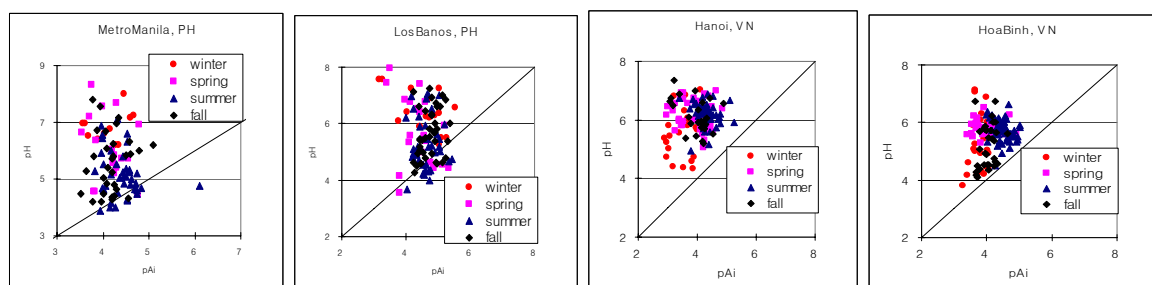 MetroManila, PH
9
7
5
3
pH
3
4
5
6
7
pAi
winter
spring
summer
fall
LosBanos, PH
8
6
4
2
pH
2
4
6
8
pAi
winter
spring
summer
fall
Hanoi, VN
8
6
4
2
pH
2
4
6
8
pAi
winter
spring
summer
fall
HoaBinh, VN
8
6
4
2
pH
2
4
6
8
pAi
winter
spring
summer
fall